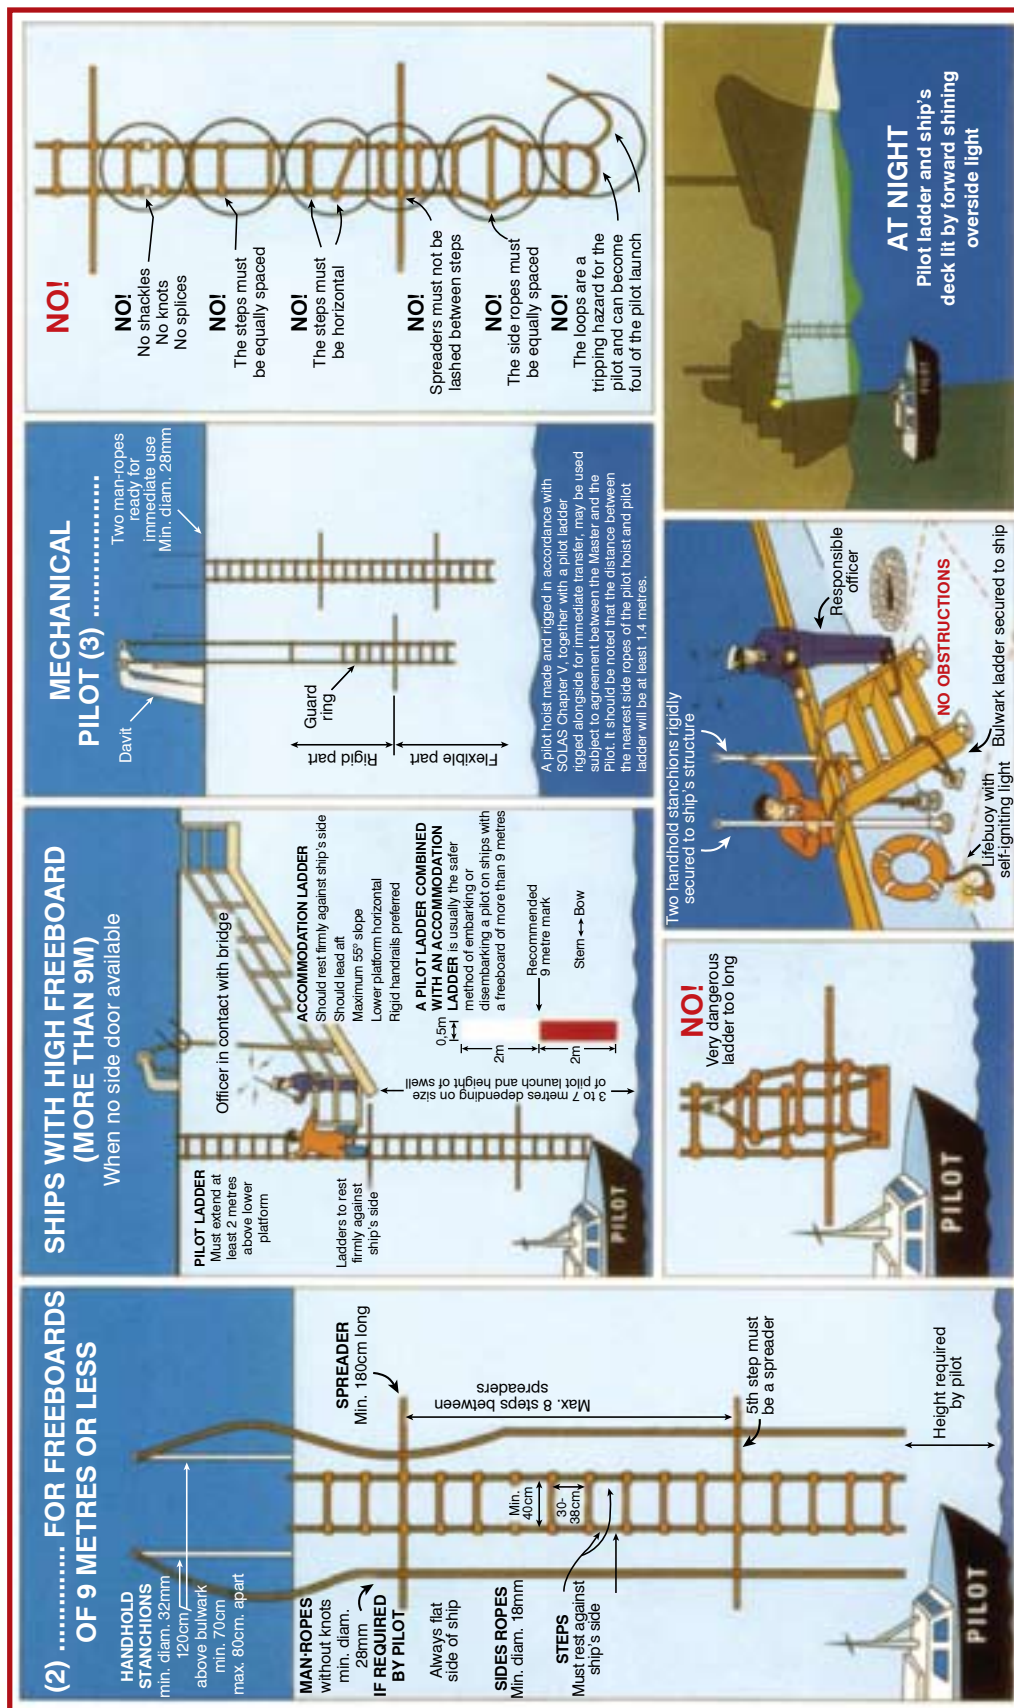 (2) ............. FOR FREEBOARDS
OF 9 METRES OR LESS
HANDHOLD
STANCHIONS
min. diam. 32mm
120cm
above bulwark
min. 70cm
max. 80cm. apart
MAN-ROPES
without knots
min. diam.
28mm
IF REQUIRED
BY PILOT
Always flat
side of ship
SIDES ROPES
Min. diam. 18mm
STEPS
Must rest against
ship's side
SPREADER
Min. 180cm long
Max. 8 steps between
spreaders
Min.
40cm
30-
38cm
5th step must
be a spreader
Height required
by pilot
PILOT
SHIPS WITH HIGH FREEBOARD
(MORE THAN 9M)
When no side door available
PILOT LADDER
Must extend at
least 2 metres
above lower
platform
Ladders to rest
firmly against
ship's side
Officer in contact with bridge
ACCOMMODATION LADDER
Should rest firmly against ship's side
Should lead aft
Maximum 55° slope
Lower platform horizontal
Rigid handrails preferred
A PILOT LADDER COMBINED
WITH AN ACCOMMODATION
LADDER is usually the safer
method of embarking or
disembarking a pilot on ships with
a freeboard of more than 9 metres
3 to 7 metres depending on size
of pilot launch and height of swell
0,5m
2m
2m
Recommended
9 metre mark
Stern Bow
PILOT
MECHANICAL
PILOT (3) .................
Davit
Two man-ropes
ready for
immediate use
Min. diam. 28mm
Guard
ring
Rigid part
Flexible part
A pilot hoist made and rigged in accordance with
SOLAS Chapter V, together with a pilot ladder
rigged alongside for immediate transfer, may be used
subject to agreement between the Master and the
Pilot. It should be noted that the distance between
the nearest side ropes of the pilot hoist and pilot
ladder will be at least 1.4 metres.
NO!
NO!
No shackles
No knots
No splices
NO!
The steps must
be equally spaced
NO!
The steps must
be horizontal
NO!
Spreaders must not be
lashed between steps
NO!
The side ropes must
be equally spaced
NO!
The loops are a
tripping hazard for the
pilot and can become
foul of the pilot launch
NO!
Very dangerous
ladder too long
PILOT
Two handhold stanchions rigidly
secured to ship's structure
Responsible
officer
NO OBSTRUCTIONS
Bulwark ladder secured to ship
Lifebuoy with
self-igniting light
AT NIGHT
Pilot ladder and ship's
deck lit by forward shining
overside light